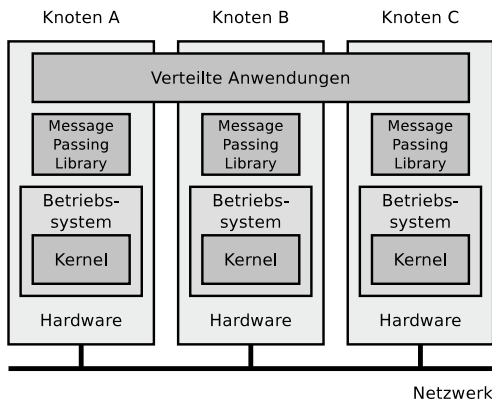 Knoten A
Knoten B
Knoten C
Verteilte Anwendungen
Message
Passing
Library
Message
Passing
Library
Message
Passing
Library
Betriebs-
system
Betriebs-
system
Betriebs-
system
Kernel
Kernel
Kernel
Hardware
Hardware
Hardware
Netzwerk